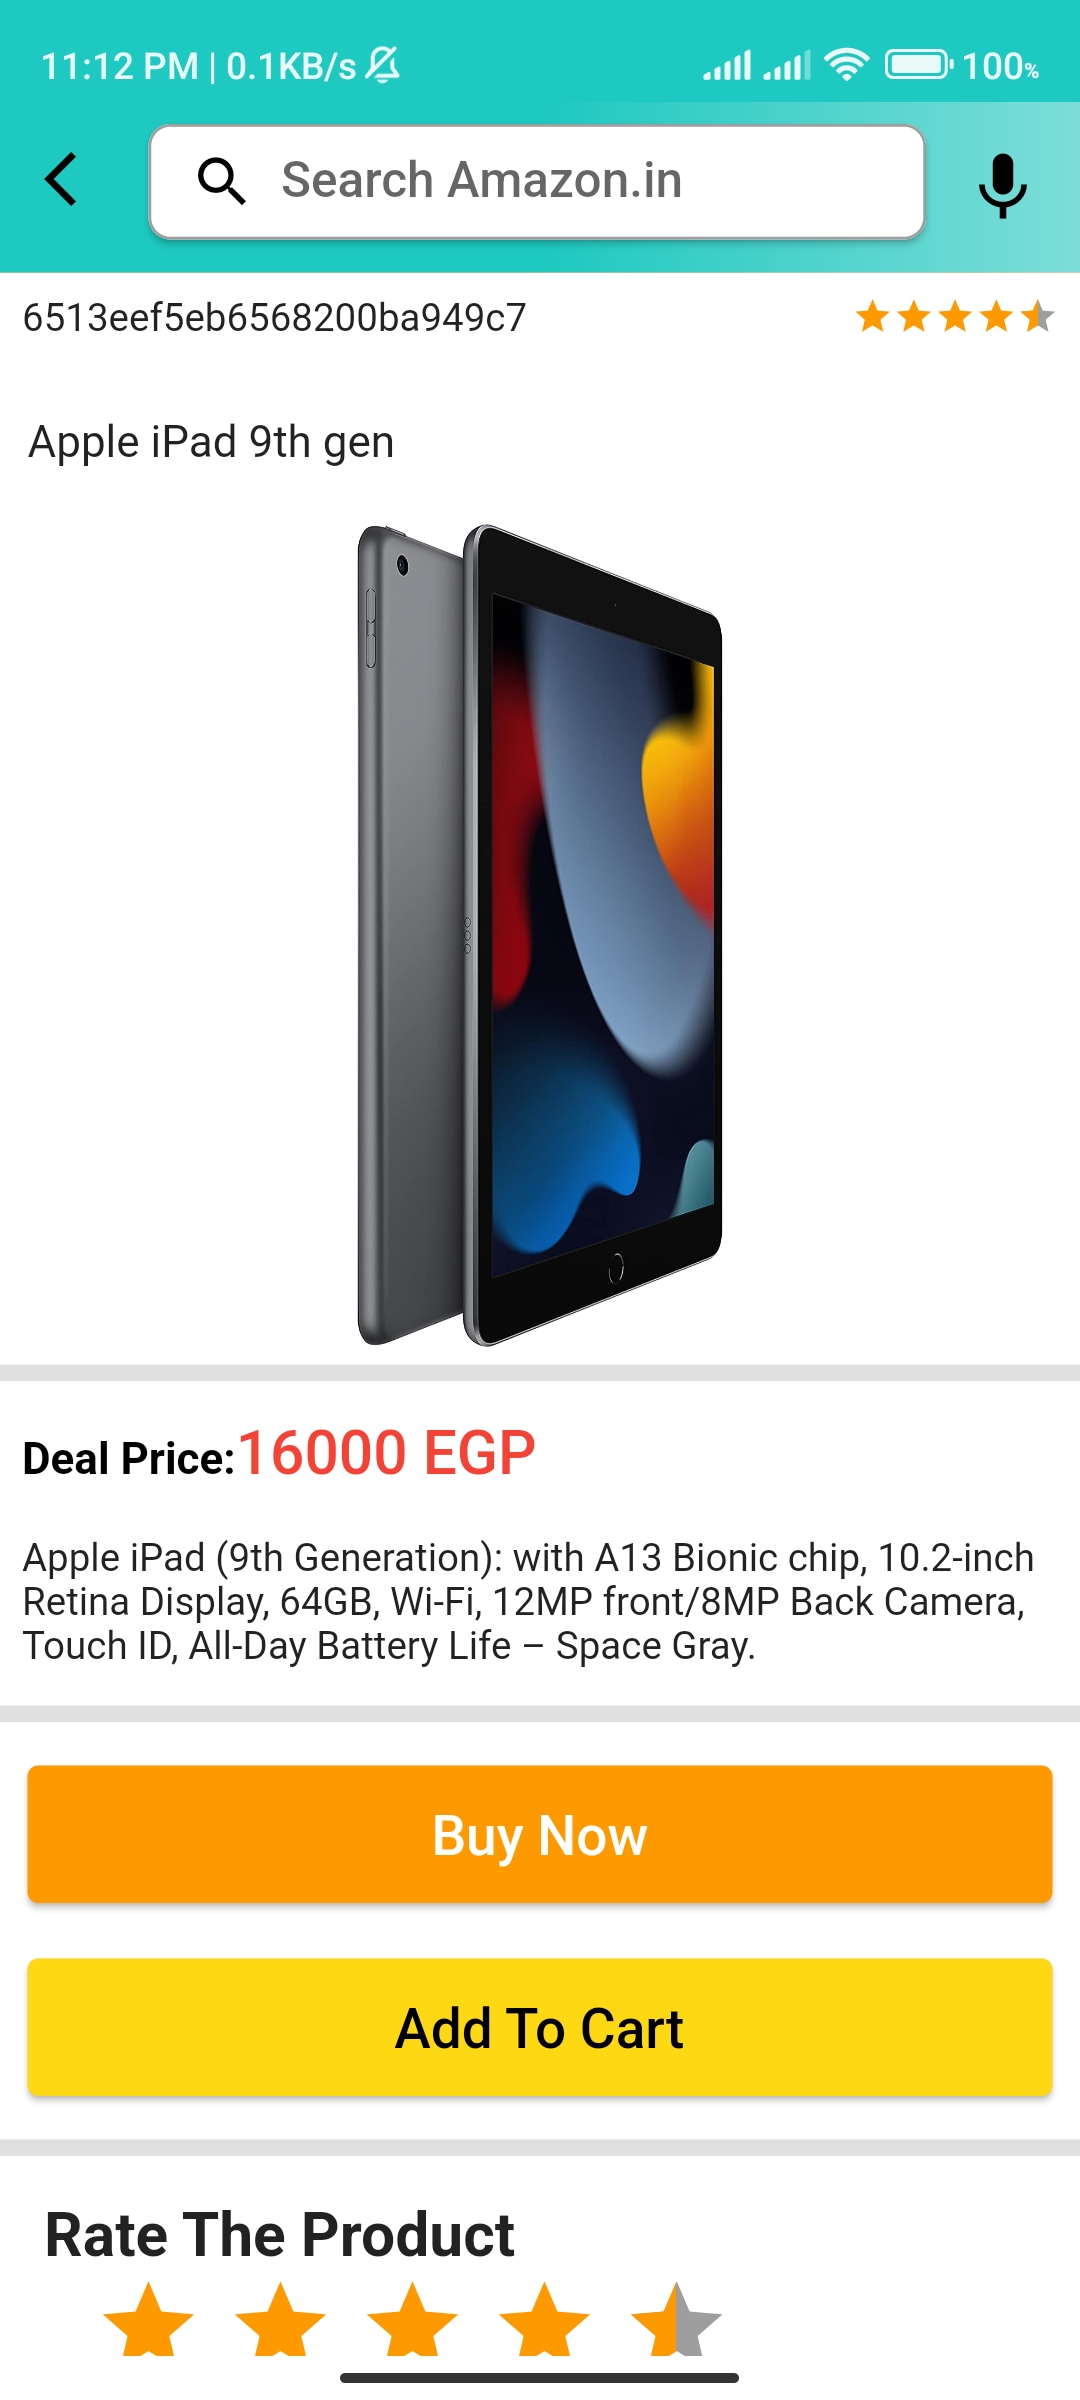 11:12 PM | 0.1KB/s 100%
Search Amazon.in
6513eef5eb6568200ba949c7
Apple iPad 9th gen
Deal Price:16000 EGP
Apple iPad (9th Generation): with A13 Bionic chip, 10.2-inch
Retina Display, 64GB, Wi-Fi, 12MP front/8MP Back Camera,
Touch ID, All-Day Battery Life – Space Gray.
Buy Now
Add To Cart
Rate The Product